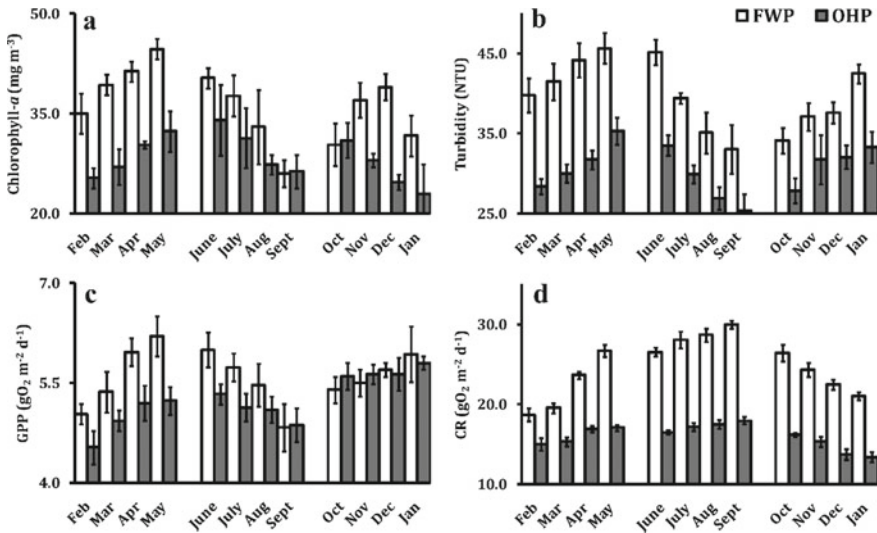 a
Chlorophyll-a (mg m⁻³)
45.0
35.0
20.0
Feb Mar Apr May June July Aug Sept Oct Nov Dec Jan
b
FWP OHP
Turbidity (NTU)
45.0
35.0
25.0
Feb Mar Apr May June July Aug Sept Oct Nov Dec Jan
c
GPP (gO₂ m⁻² d⁻¹)
7.0
5.5
4.0
Feb Mar Apr May June July Aug Sept Oct Nov Dec Jan
d
CR (gO₂ m⁻² d⁻¹)
30.0
20.0
10.0
Feb Mar Apr May June July Aug Sept Oct Nov Dec Jan